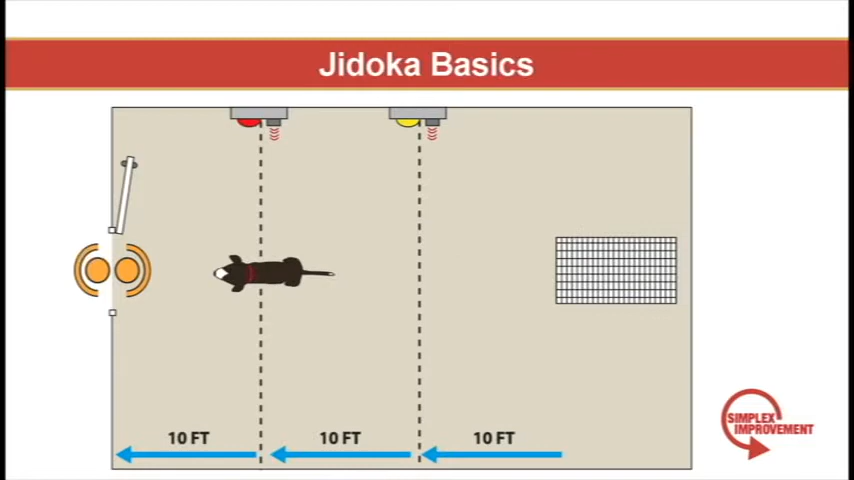 Jidoka Basics
10 FT
10 FT
10 FT
SIMPLEX
IMPROVEMENT